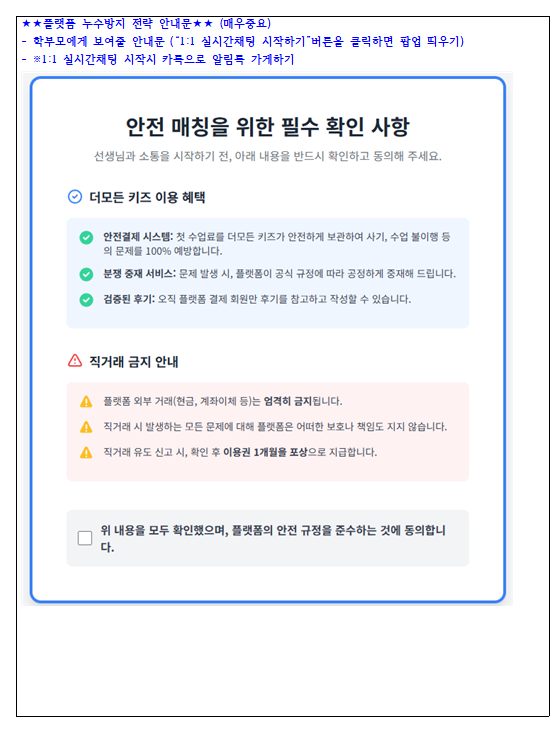 ★★플랫폼 누수방지 전략 안내문★★ (매우중요)
- 학부모에게 보여줄 안내문 ("1:1 실시간채팅 시작하기"버튼을 클릭하면 팝업 띄우기)
- ※1:1 실시간채팅 시작시 카톡으로 알림톡 가게하기
안전 매칭을 위한 필수 확인 사항
선생님과 소통을 시작하기 전, 아래 내용을 반드시 확인하고 동의해 주세요.
더모든 키즈 이용 혜택
안전결제 시스템: 첫 수업료를 더모든 키즈가 안전하게 보관하여 사기, 수업 불이행 등
의 문제를 100% 예방합니다.
분쟁 중재 서비스: 문제 발생 시, 플랫폼이 공식 규정에 따라 공정하게 중재해 드립니다.
검증된 후기: 오직 플랫폼 결제 회원만 후기를 참고하고 작성할 수 있습니다.
직거래 금지 안내
플랫폼 외부 거래(현금, 계좌이체 등)는 엄격히 금지됩니다.
직거래 시 발생하는 모든 문제에 대해 플랫폼은 어떠한 보호나 책임도 지지 않습니다.
직거래 유도 신고 시, 확인 후 이용권 1개월을 포상으로 지급합니다.
위 내용을 모두 확인했으며, 플랫폼의 안전 규정을 준수하는 것에 동의합니
다.